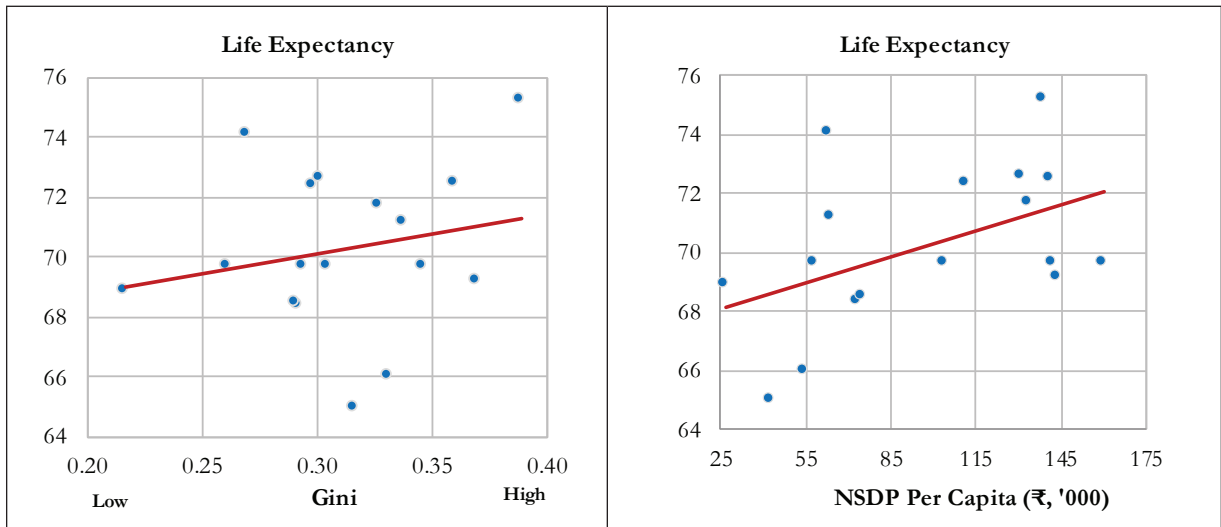 Life Expectancy
76
74
72
70
68
66
64
0.20 0.25 0.30 0.35 0.40
Low Gini High
Life Expectancy
76
74
72
70
68
66
64
25 55 85 115 145 175
NSDP Per Capita (₹, '000)